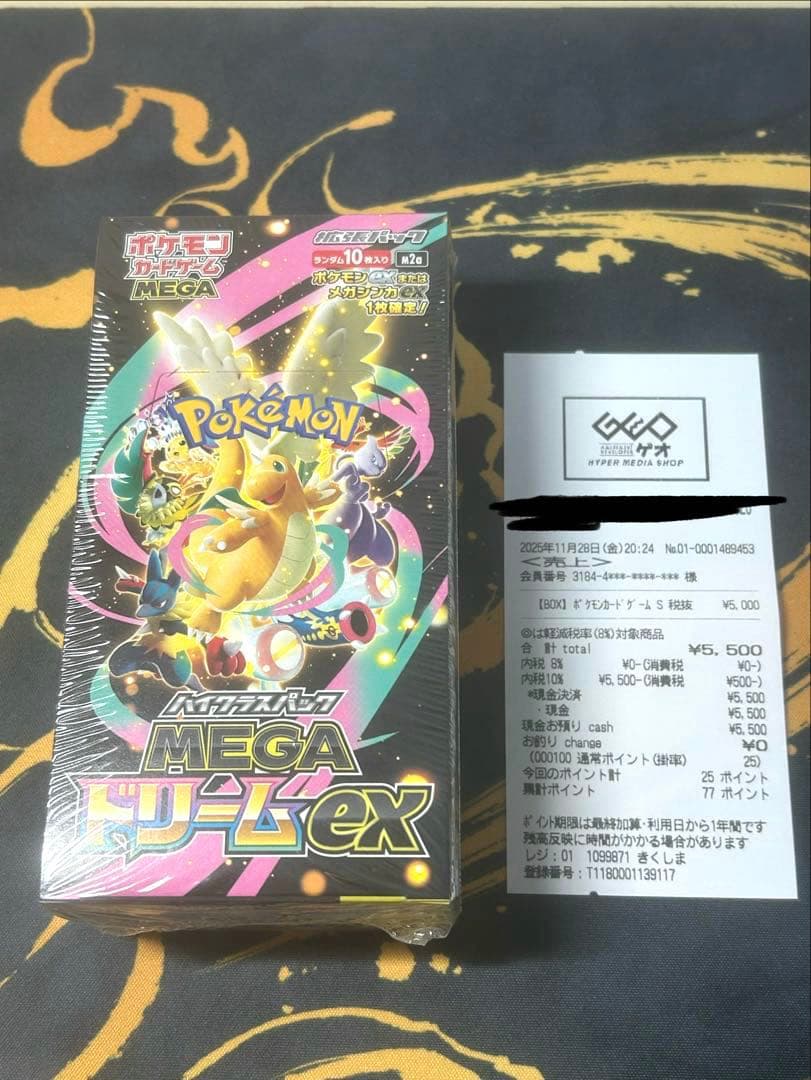 ポケモン
カードゲーム
MEGA
拡張パック
ランダム10枚入り
M2a
ポケモンexまたは
メガシンカex
1枚確定!
POKéMON
ハイクラスパック
MEGA
ドリームex
GEO
ゲオ
HYPER MEDIA SHOP
2025年11月28日(金)20:24 №01-0001489453
<売上>
会員番号 3184-4***-****-*** 様
【BOX】ポケモンカードゲーム S 税抜 ¥5,000
◎は軽減税率(8%)対象商品
合 計 total ¥5,500
内税 8% ¥0-(消費税 ¥0-)
内税10% ¥5,500-(消費税 ¥500-)
*現金決済 ¥5,500
・現金 ¥5,500
現金お預り cash ¥5,500
お釣り change ¥0
(000100 通常ポイント(掛率) 25)
今回のポイント計 25 ポイント
累計ポイント 77 ポイント
ポイント期限は最終加算・利用日から1年間です
残高反映に時間がかかる場合があります
レジ:01 1099871 きくしま
登録番号:T1180001139117